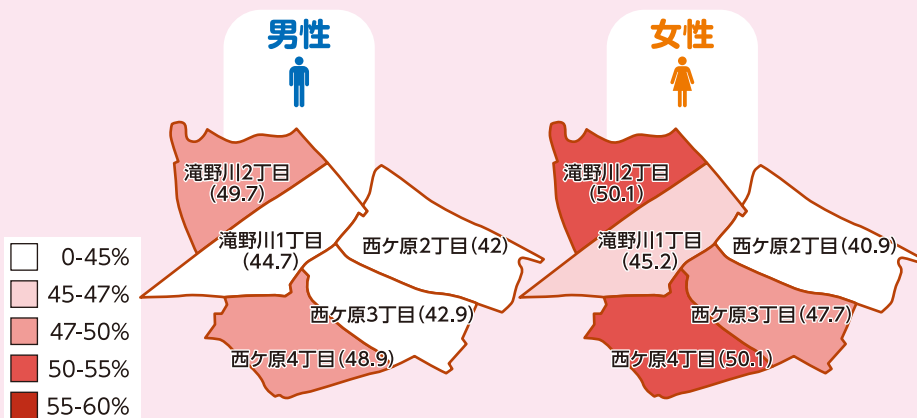 男性
女性
滝野川2丁目
(49.7)
滝野川1丁目
(44.7)
西ケ原2丁目(42)
西ケ原3丁目(42.9)
西ケ原4丁目(48.9)
滝野川2丁目
(50.1)
滝野川1丁目
(45.2)
西ケ原2丁目(40.9)
西ケ原3丁目(47.7)
西ケ原4丁目(50.1)
0-45%
45-47%
47-50%
50-55%
55-60%